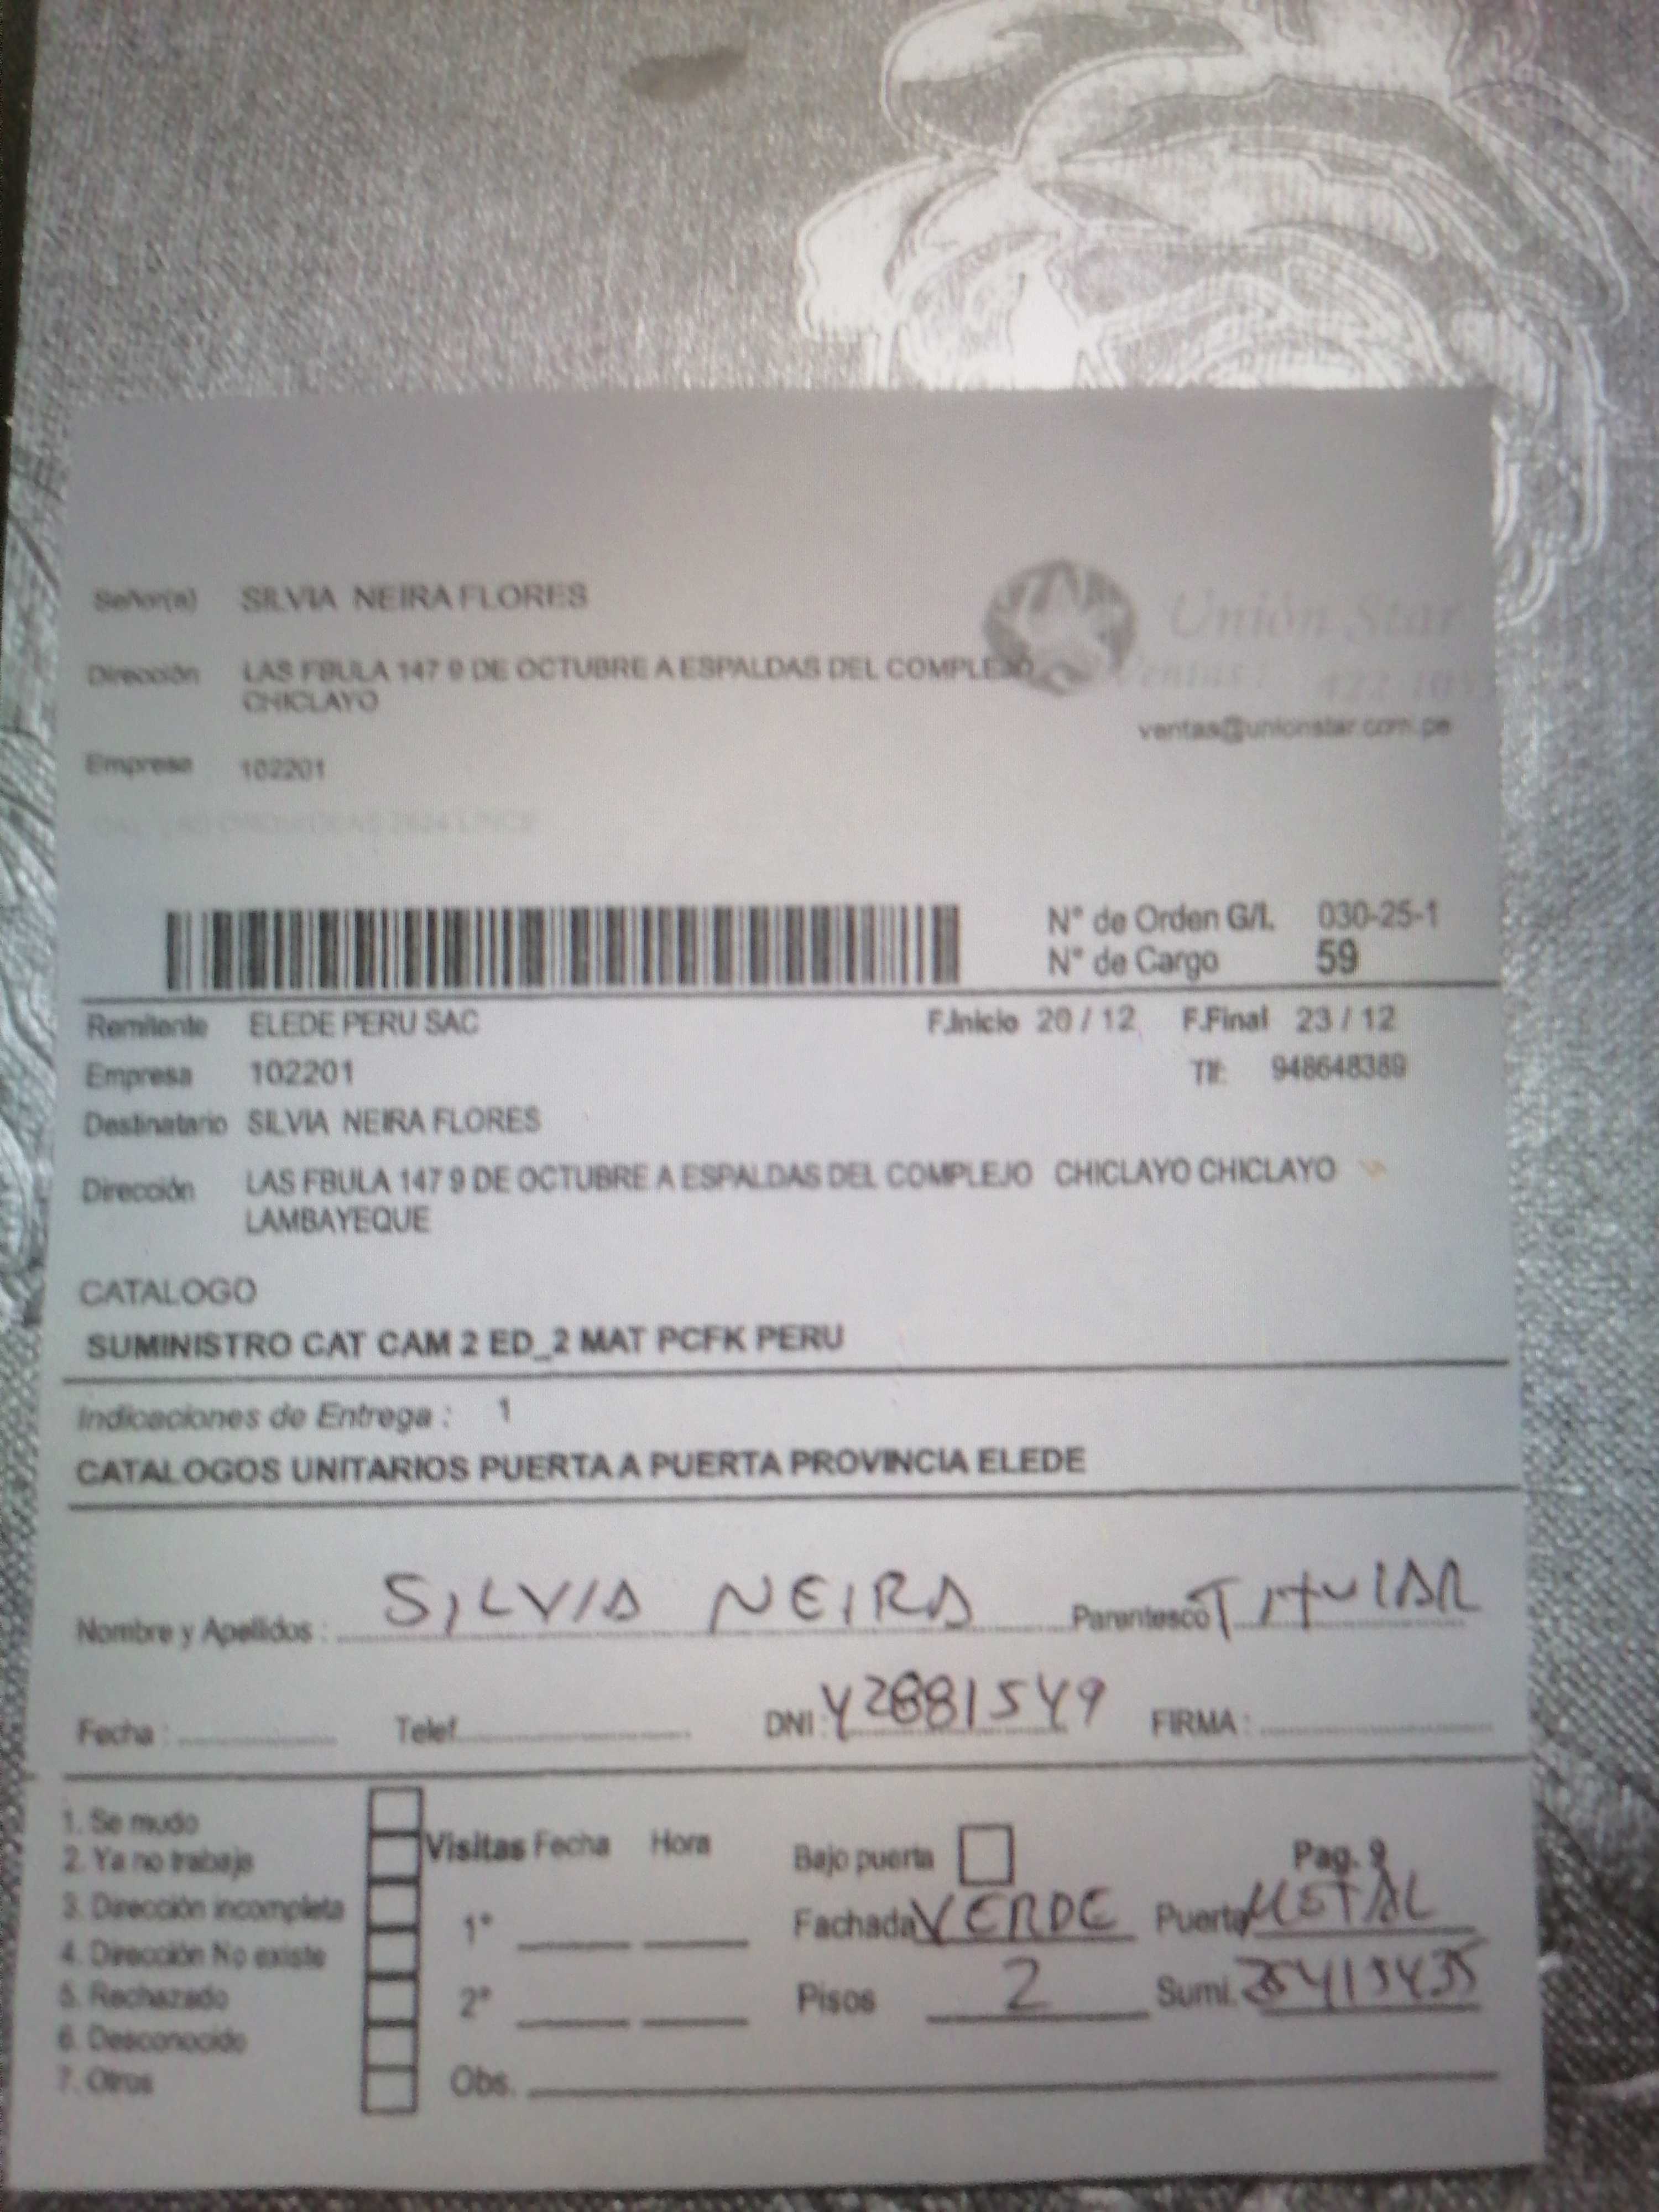 Señor(a) SILVIA NEIRA FLORES
Unión Star
Dirección LAS FBULA 147 9 DE OCTUBRE A ESPALDAS DEL COMPLEJO
Ventas:
CHICLAYO
ventas@unionstar.com.pe
Empresa 102201
N° de Orden G/I. 030-25-1
N° de Cargo 59
Remitente ELEDE PERU SAC F.Inicio 20 / 12 F.Final 23 / 12
Empresa 102201 Tlf: 948648389
Destinatario SILVIA NEIRA FLORES
Dirección LAS FBULA 147 9 DE OCTUBRE A ESPALDAS DEL COMPLEJO CHICLAYO CHICLAYO
LAMBAYEQUE
CATALOGO
SUMINISTRO CAT CAM 2 ED_2 MAT PCFK PERU
Indicaciones de Entrega : 1
CATALOGOS UNITARIOS PUERTA A PUERTA PROVINCIA ELEDE
Nombre y Apellidos : SILVIA NEIRA Parentesco TITULAR
Fecha : Telef. DNI : 42881549 FIRMA :
1. Se mudo
2. Ya no trabaja
3. Dirección incompleta
4. Dirección No existe
5. Rechazado
6. Desconocido
7. Otros
Visitas Fecha Hora
1°
2°
Obs.
Bajo puerta Pag. 9
Fachada VERDE Puerta METAL
Pisos 2 Sumi.